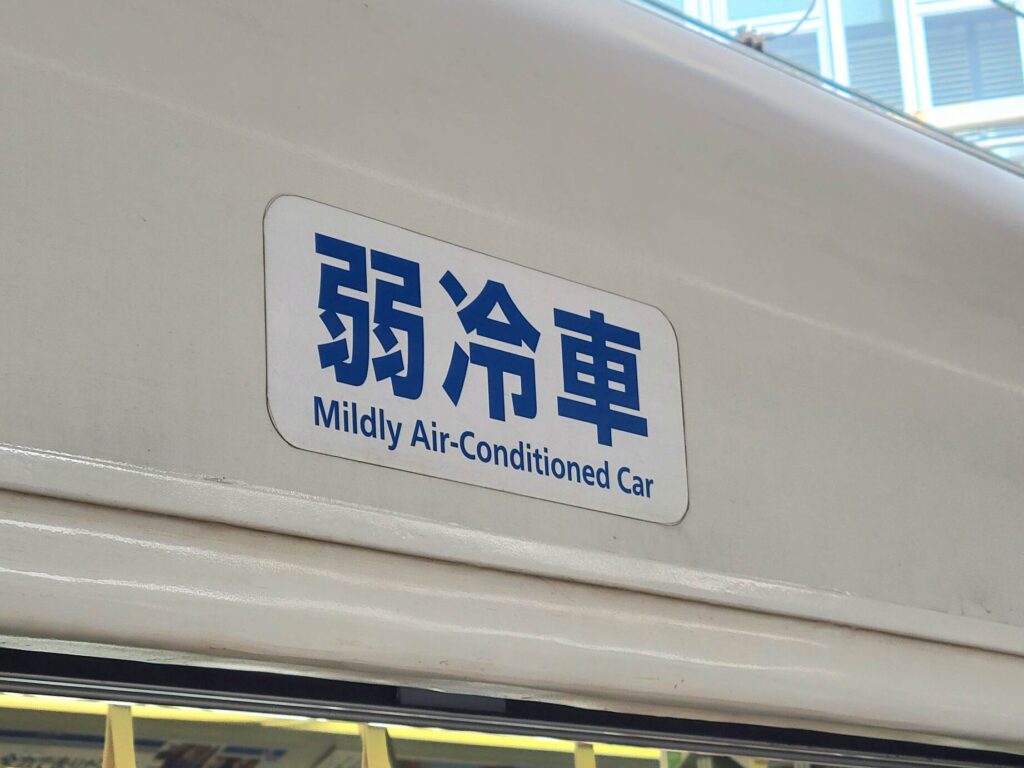 弱冷車
Mildly Air-Conditioned Car